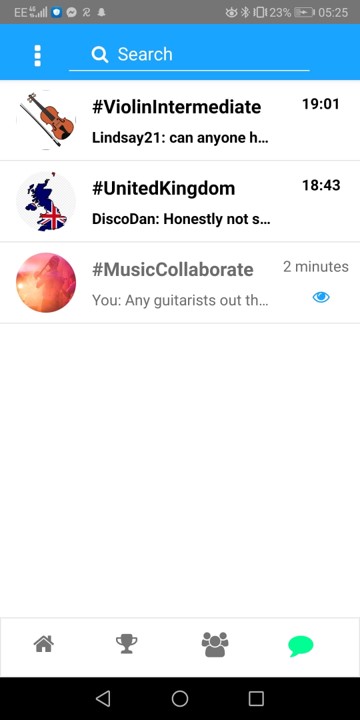 EE 4G 23% 05:25
Search
#ViolinIntermediate 19:01
Lindsay21: can anyone h...
#UnitedKingdom 18:43
DiscoDan: Honestly not s...
#MusicCollaborate 2 minutes
You: Any guitarists out th...